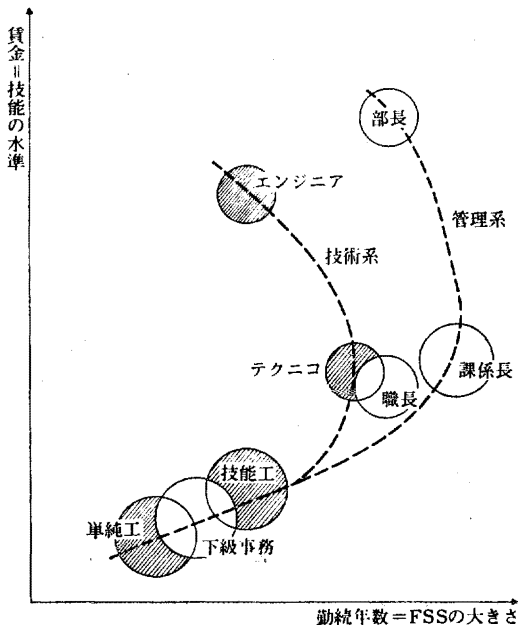 賃金＝技能の水準
部長
エンジニア
管理系
技術系
テクニコ
課係長
職長
技能工
単純工
下級事務
勤続年数＝FSSの大きさ